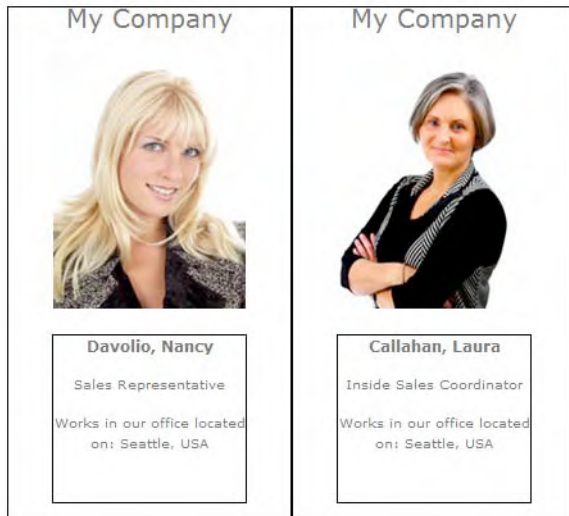 My Company
Davolio, Nancy
Sales Representative
Works in our office located
on: Seattle, USA
My Company
Callahan, Laura
Inside Sales Coordinator
Works in our office located
on: Seattle, USA